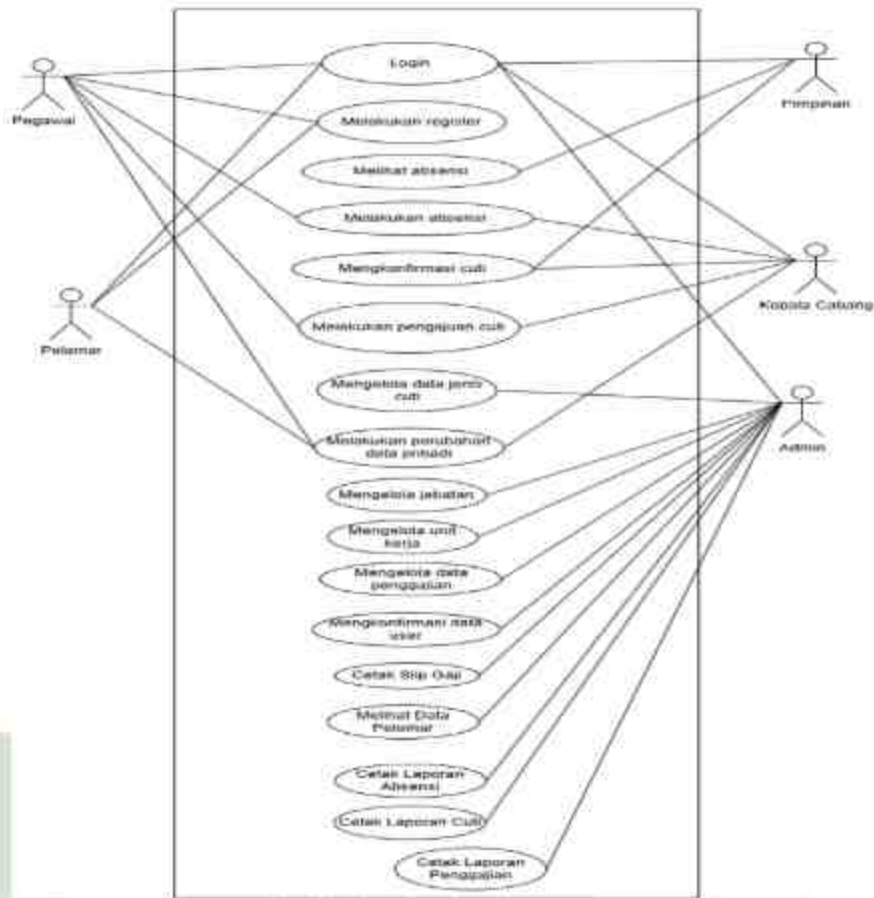 Login
Pegawai
Pimpinan
Melakukan register
Melihat absensi
Melakukan absensi
Mengkonfirmasi cuti
Kepala Cabang
Melakukan pengajuan cuti
Pelamar
Mengelola data jenis
cuti
Admin
Melakukan perubahan
data pribadi
Mengelola jabatan
Mengelola unit
kerja
Mengelola data
penggajian
Mengkonfirmasi data
user
Cetak Slip Gaji
Melihat Data
Pelamar
Cetak Laporan
Absensi
Cetak Laporan Cuti
Cetak Laporan
Penggajian